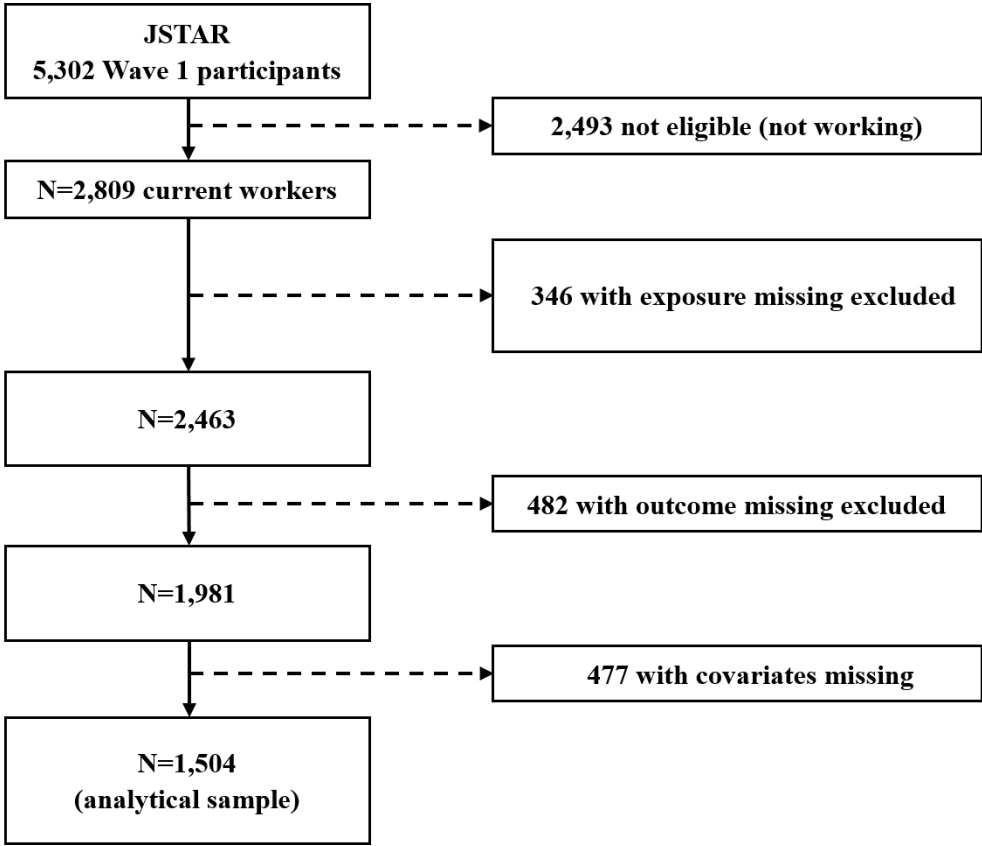 JSTAR
5,302 Wave 1 participants
2,493 not eligible (not working)
N=2,809 current workers
346 with exposure missing excluded
N=2,463
482 with outcome missing excluded
N=1,981
477 with covariates missing
N=1,504
(analytical sample)